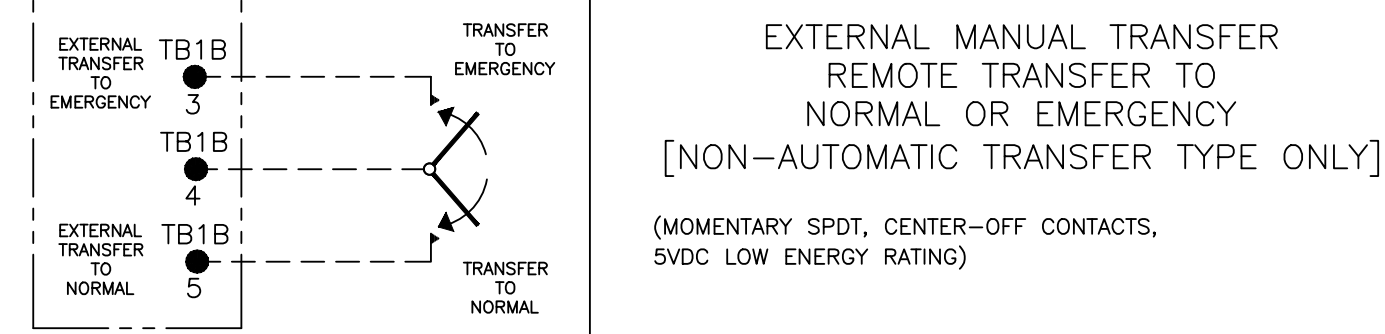 EXTERNAL
TRANSFER
TO
EMERGENCY
TB1B
3
TRANSFER
TO
EMERGENCY
TB1B
4
EXTERNAL
TRANSFER
TO
NORMAL
TB1B
5
TRANSFER
TO
NORMAL
EXTERNAL MANUAL TRANSFER
REMOTE TRANSFER TO
NORMAL OR EMERGENCY
[NON-AUTOMATIC TRANSFER TYPE ONLY]
(MOMENTARY SPDT, CENTER-OFF CONTACTS,
5VDC LOW ENERGY RATING)